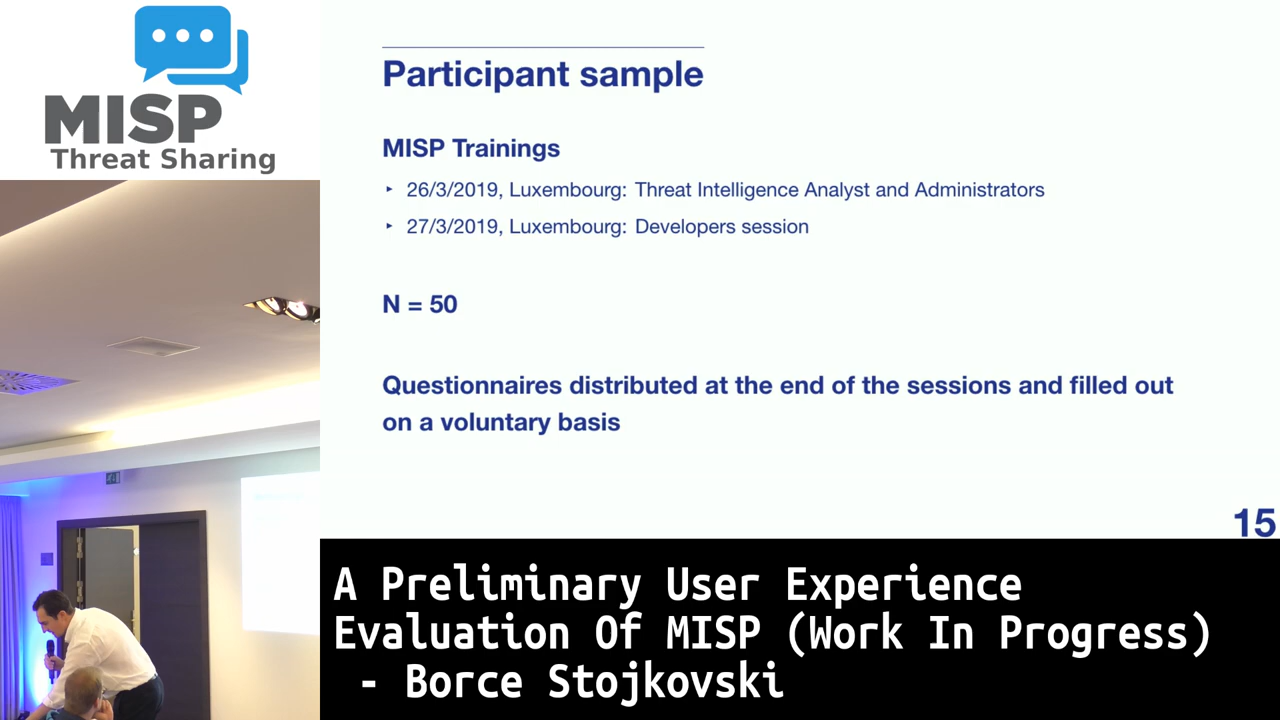 MISP
Threat Sharing
Participant sample
MISP Trainings
‣ 26/3/2019, Luxembourg: Threat Intelligence Analyst and Administrators
‣ 27/3/2019, Luxembourg: Developers session
N = 50
Questionnaires distributed at the end of the sessions and filled out
on a voluntary basis
15
A Preliminary User Experience
Evaluation Of MISP (Work In Progress)
- Borce Stojkovski